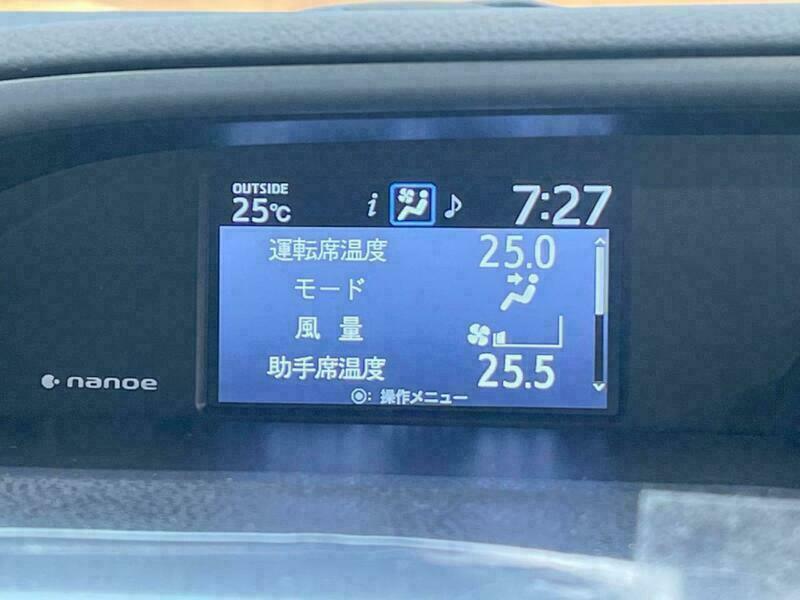 OUTSIDE
25℃ i 7:27
運転席温度 25.0
モード
風 量
助手席温度 25.5
◎: 操作メニュー
nanoe